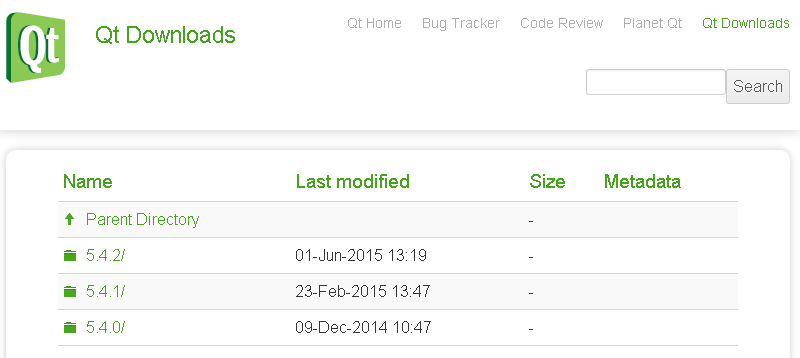 Qt
Qt Downloads
Qt Home Bug Tracker Code Review Planet Qt Qt Downloads
Search
Name Last modified Size Metadata
Parent Directory -
5.4.2/ 01-Jun-2015 13:19 -
5.4.1/ 23-Feb-2015 13:47 -
5.4.0/ 09-Dec-2014 10:47 -